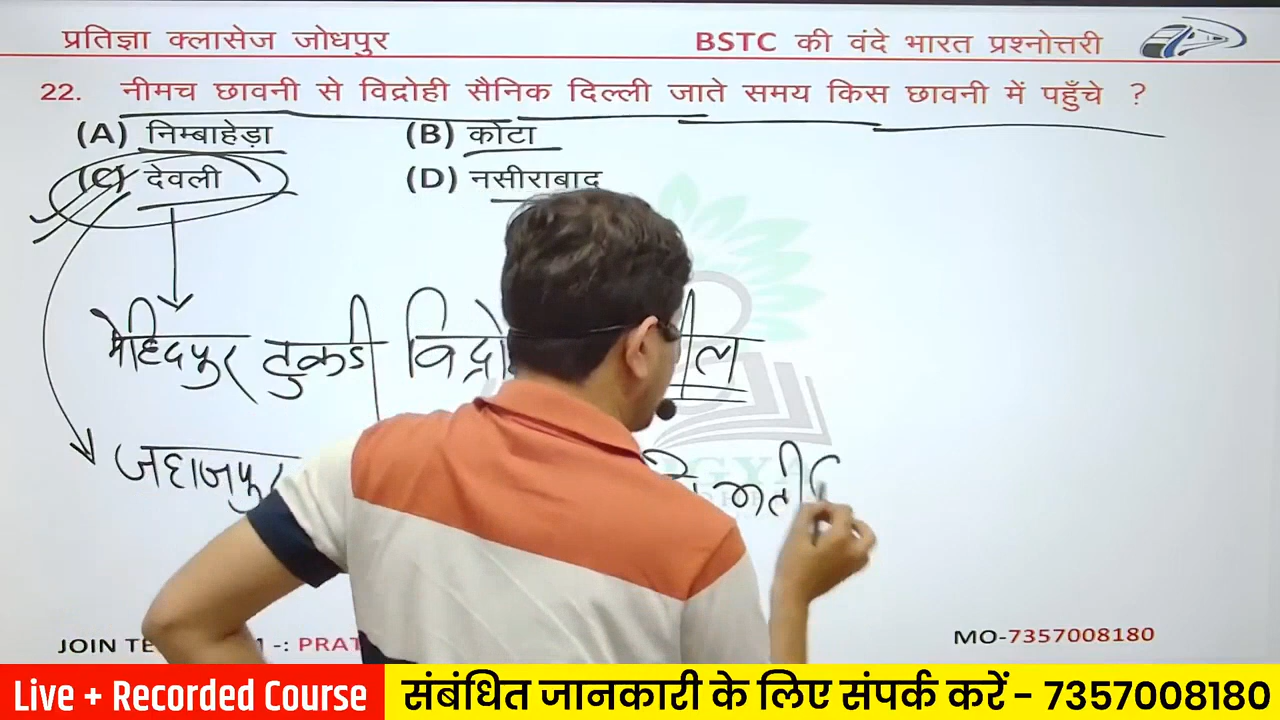 प्रतिज्ञा क्लासेज जोधपुर
BSTC की वंदे भारत प्रश्नोत्तरी
22. नीमच छावनी से विद्रोही सैनिक दिल्ली जाते समय किस छावनी में पहुँचे ?
(A) निम्बाहेड़ा (B) कोटा
(C) देवली (D) नसीराबाद
मेहिदपुर टुकडी
जहाजपुर
JOIN TE
MO-7357008180
Live + Recorded Course
संबंधित जानकारी के लिए संपर्क करें - 7357008180